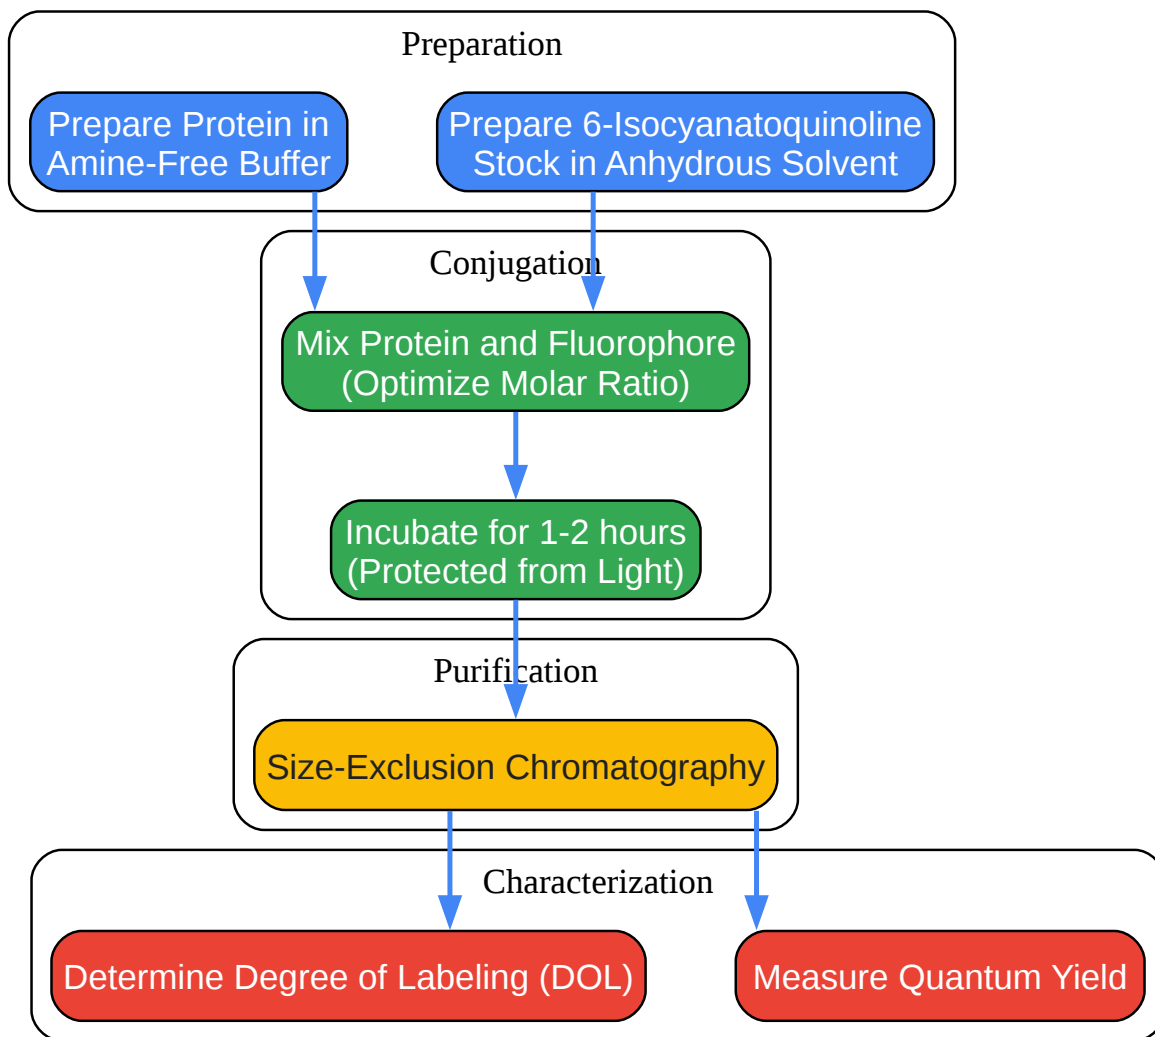 Preparation
Prepare Protein in
Amine-Free Buffer
Prepare 6-Isocyanatoquinoline
Stock in Anhydrous Solvent
Conjugation
Mix Protein and Fluorophore
(Optimize Molar Ratio)
Incubate for 1-2 hours
(Protected from Light)
Purification
Size-Exclusion Chromatography
Characterization
Determine Degree of Labeling (DOL)
Measure Quantum Yield